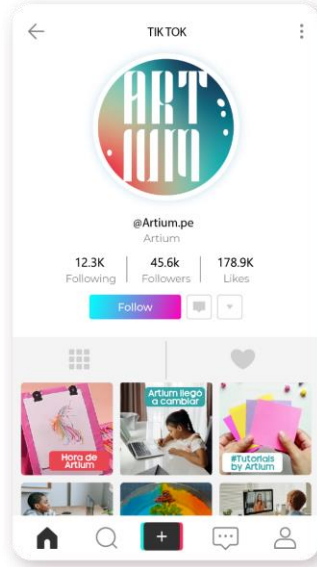 TIK TOK
ART
IUM
@Artium.pe
Artium
12.3K
45.6k
178.9K
Following
Followers
Likes
Follow
Hora de
Artium
Artium llegó
a cambiar
#Tutorials
by Artium